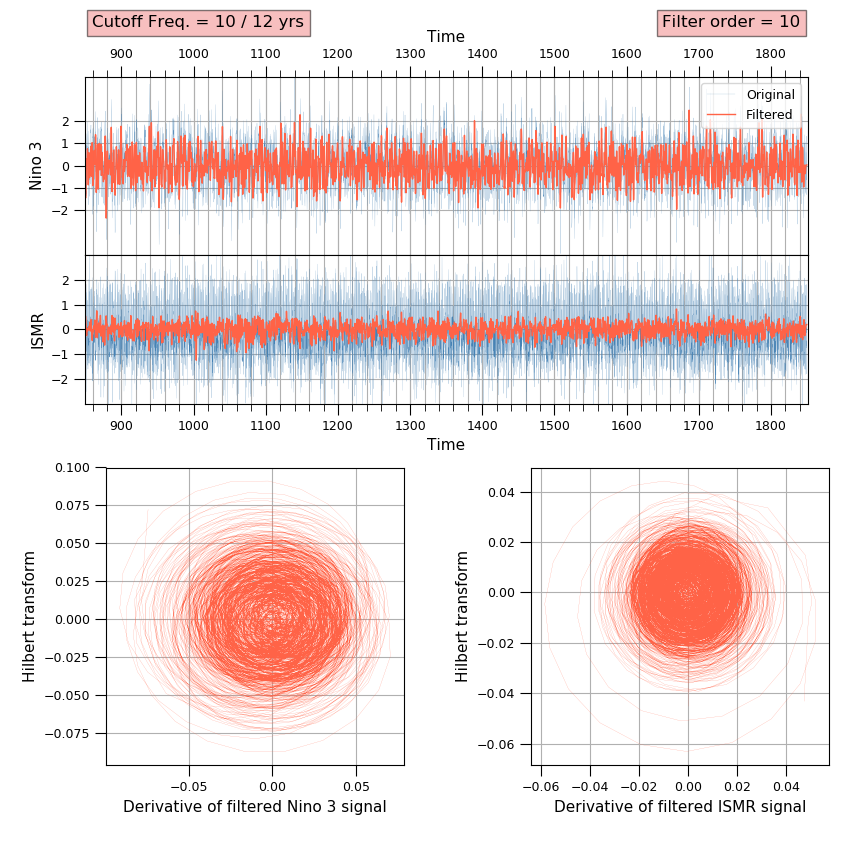 Cutoff Freq. = 10 / 12 yrs
Filter order = 10
Time
900 1000 1100 1200 1300 1400 1500 1600 1700 1800
Original
Filtered
Nino 3
2
1
0
−1
−2
ISMR
2
1
0
−1
−2
900 1000 1100 1200 1300 1400 1500 1600 1700 1800
Time
Hilbert transform
0.100
0.075
0.050
0.025
0.000
−0.025
−0.050
−0.075
−0.05 0.00 0.05
Derivative of filtered Nino 3 signal
Hilbert transform
0.04
0.02
0.00
−0.02
−0.04
−0.06
−0.06 −0.04 −0.02 0.00 0.02 0.04
Derivative of filtered ISMR signal